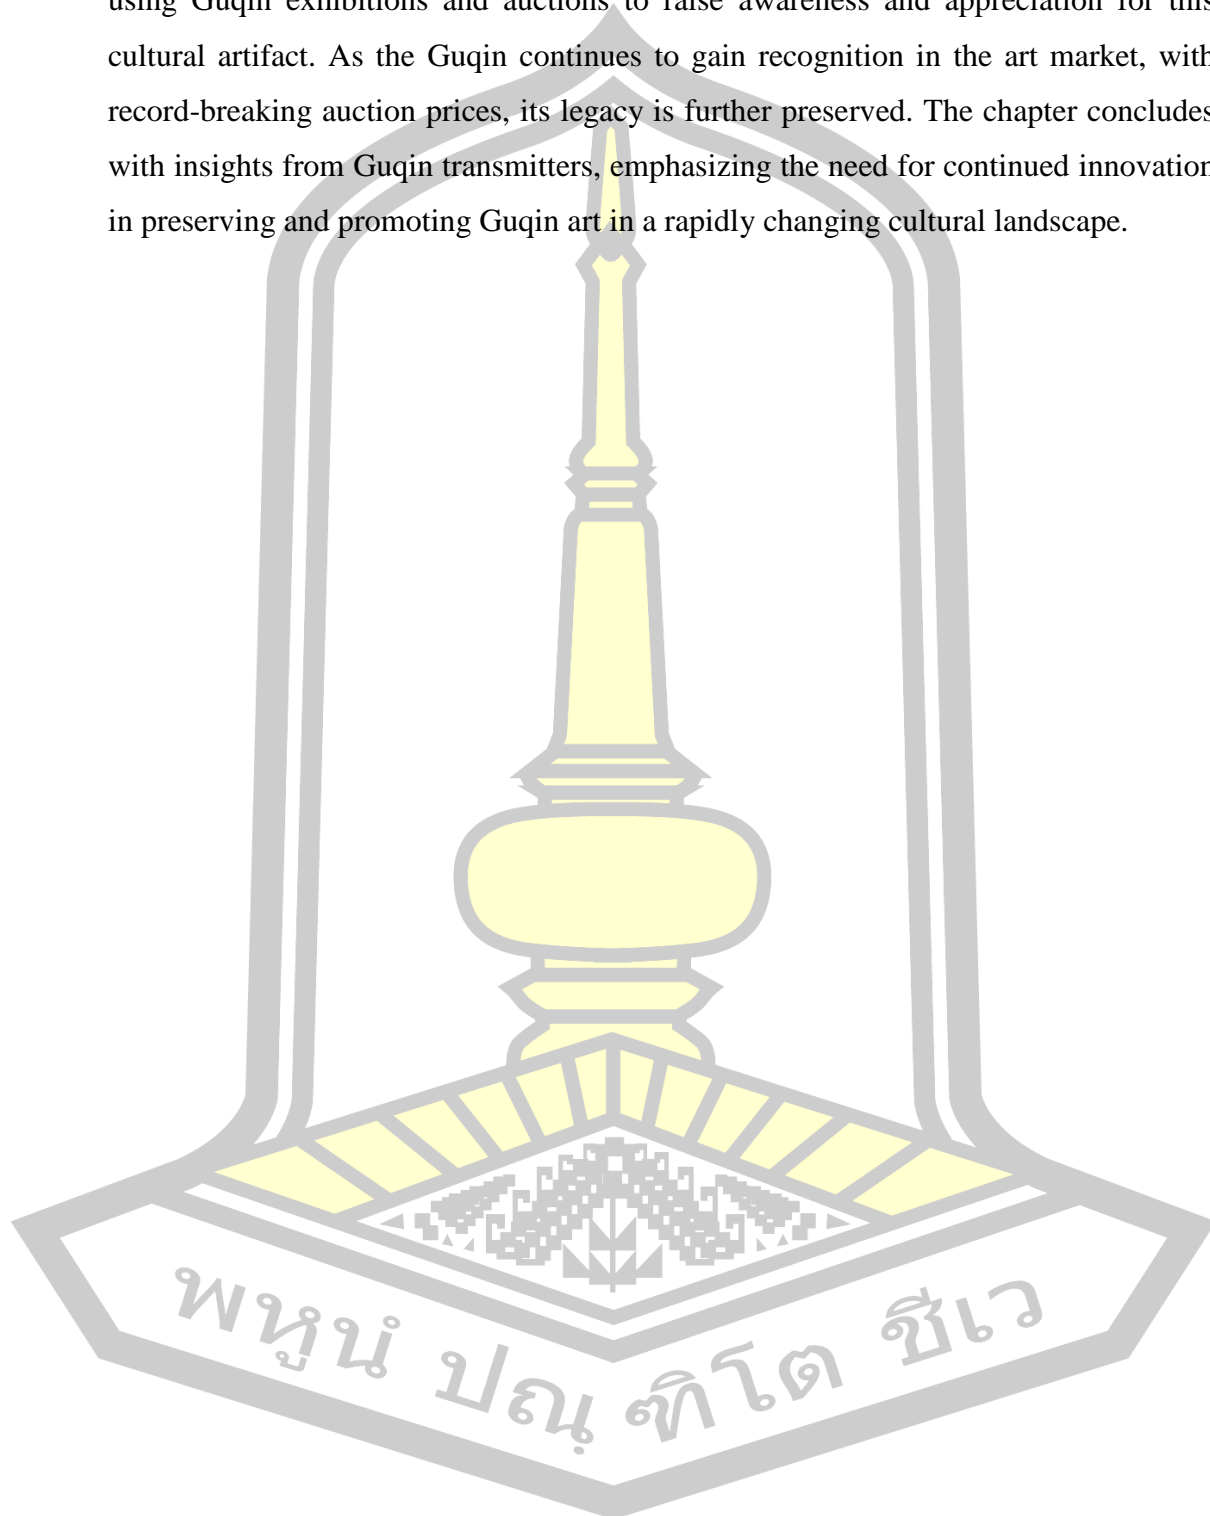 using Guqin exhibitions and auctions to raise awareness and appreciation for this
cultural artifact. As the Guqin continues to gain recognition in the art market, with
record-breaking auction prices, its legacy is further preserved. The chapter concludes
with insights from Guqin transmitters, emphasizing the need for continued innovation
in preserving and promoting Guqin art in a rapidly changing cultural landscape.
พหูนํ ปณฺ ฑิโต ชีเว